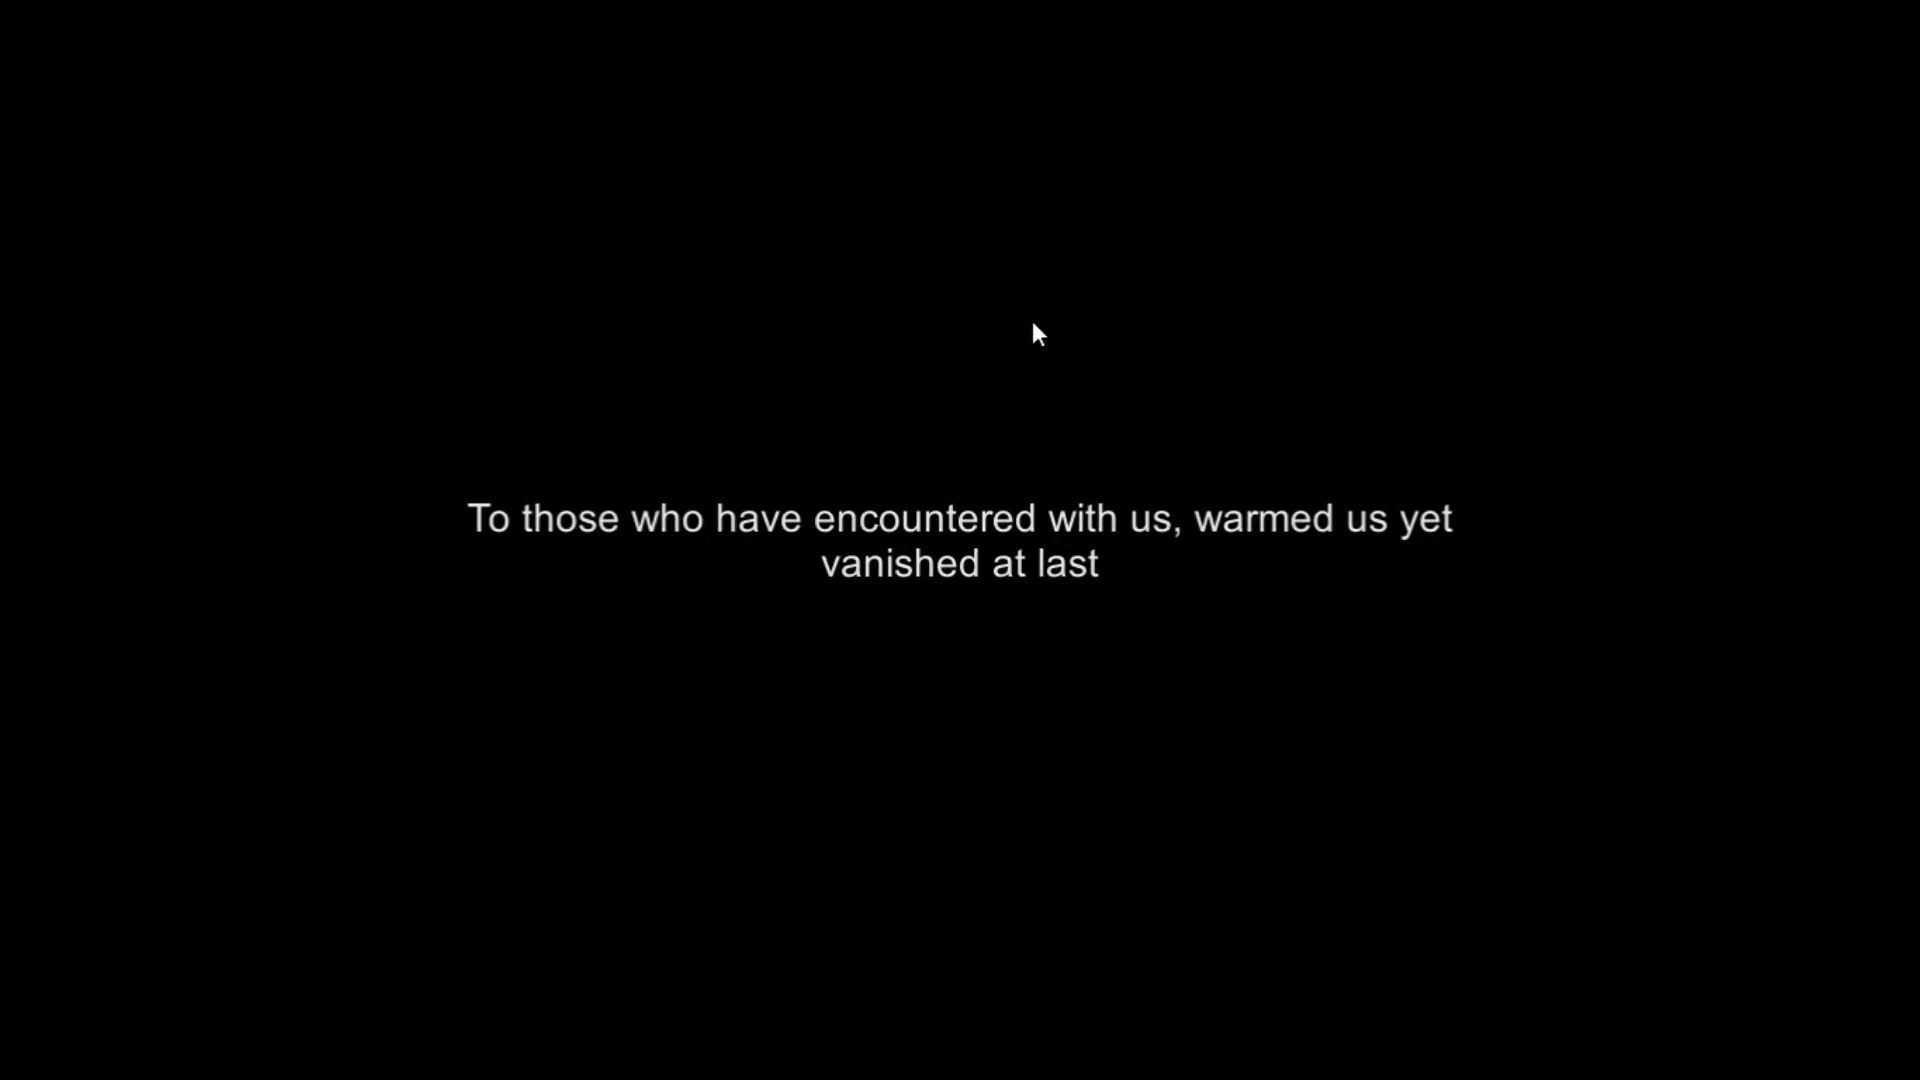 To those who have encountered with us, warmed us yet
vanished at last